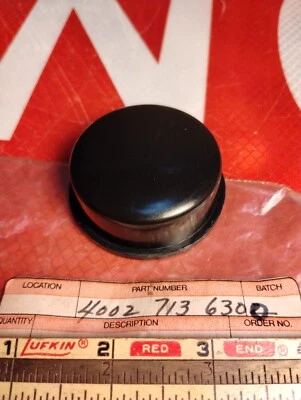 LOCATION PART NUMBER BATCH
4002 713 6300
QUANTITY DESCRIPTION ORDER NO.
1 LUFKIN® 2 RED 3 END ®